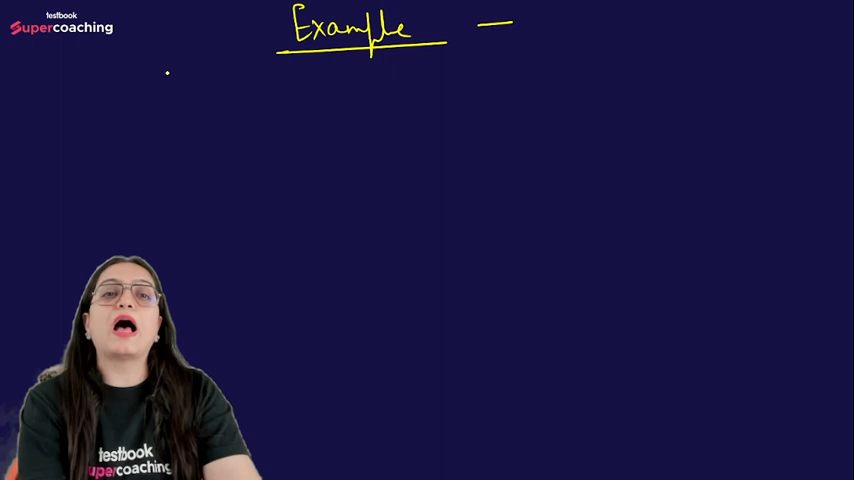 testbook
Supercoaching
Example —
testbook
supercoaching